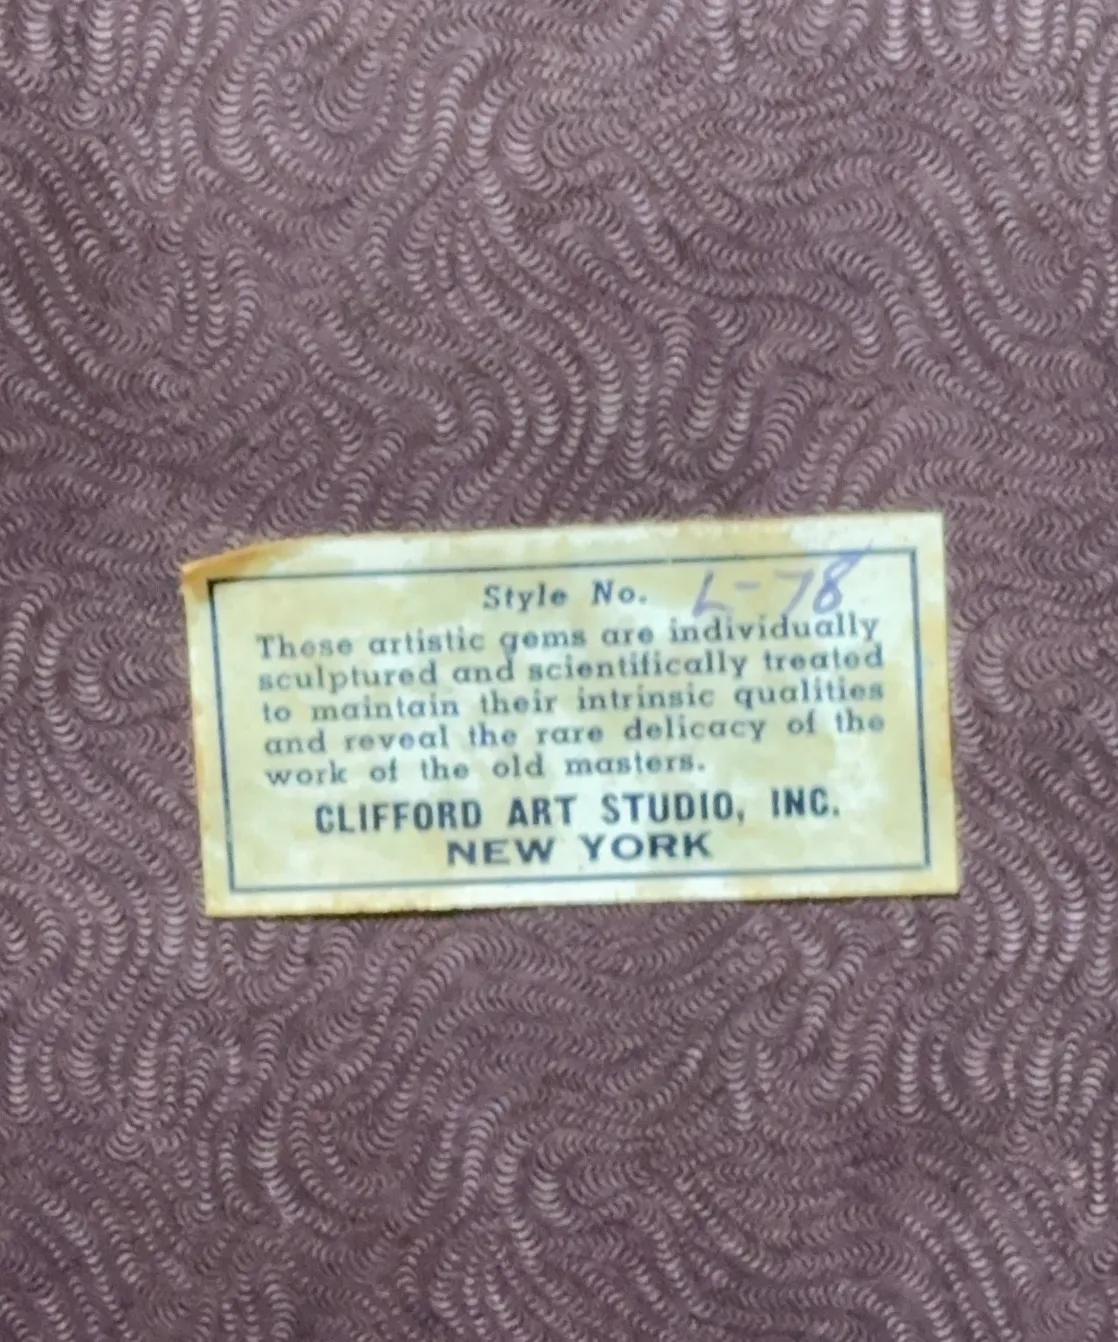 Style No. L-78
These artistic gems are individually
sculptured and scientifically treated
to maintain their intrinsic qualities
and reveal the rare delicacy of the
work of the old masters.
CLIFFORD ART STUDIO, INC.
NEW YORK